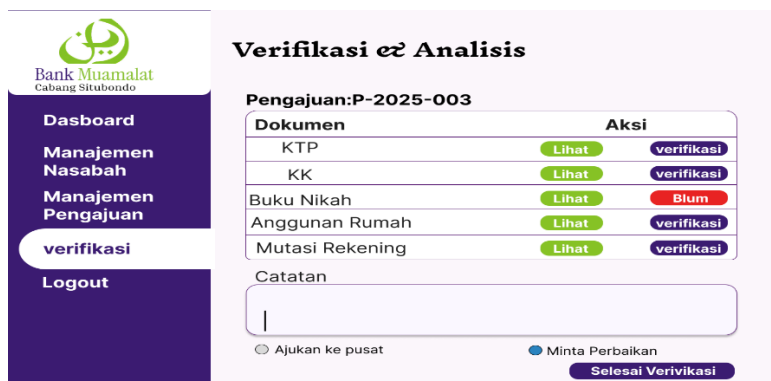 Bank Muamalat
Cabang Situbondo
Dasboard
Manajemen
Nasabah
Manajemen
Pengajuan
verifikasi
Logout
Verifikasi & Analisis
Pengajuan:P-2025-003
Dokumen Aksi
KTP Lihat verifikasi
KK Lihat verifikasi
Buku Nikah Lihat Blum
Anggunan Rumah Lihat verifikasi
Mutasi Rekening Lihat verifikasi
Catatan
Ajukan ke pusat Minta Perbaikan
Selesai Verivikasi